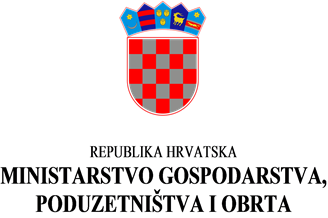 REPUBLIKA HRVATSKA
MINISTARSTVO GOSPODARSTVA,
PODUZETNIŠTVA I OBRTA